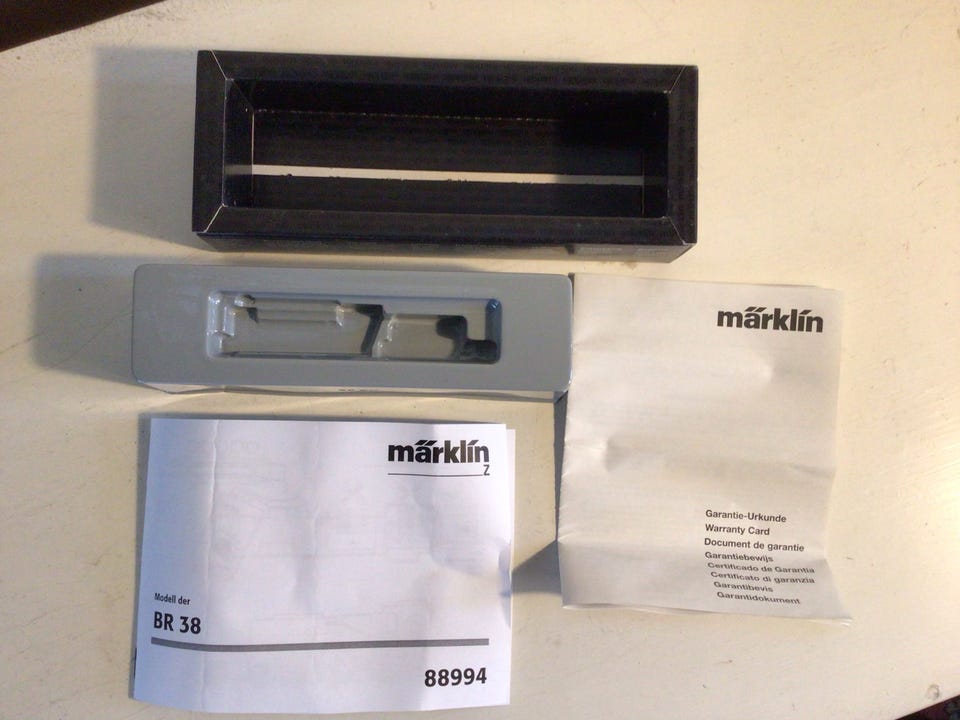 märklin
Garantie-Urkunde
Warranty Card
Document de garantie
Garantiebewijs
Certificado de Garantia
Certificato di garanzia
Garantibevis
Garantidokument
märklin
Z
Modell der
BR 38
88994